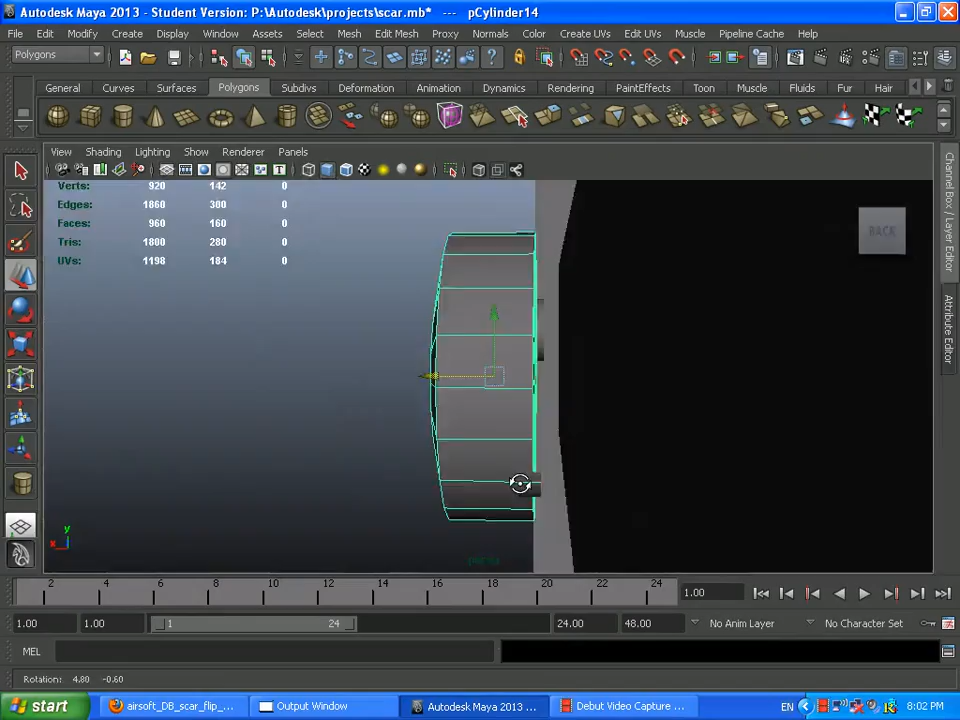 Autodesk Maya 2013 - Student Version: P:\Autodesk\projects\scar.mb* --- pCylinder14
File Edit Modify Create Display Window Assets Select Mesh Edit Mesh Proxy Normals Color Create UVs Edit UVs Muscle Pipeline Cache Help
Polygons
General Curves Surfaces Polygons Subdivs Deformation Animation Dynamics Rendering PaintEffects Toon Muscle Fluids Fur Hair
View Shading Lighting Show Renderer Panels
Verts: 920 142 0
Edges: 1860 300 0
Faces: 960 160 0
Tris: 1800 280 0
UVs: 1198 184 0
BACK
Channel Box / Layer Editor
Attribute Editor
y
x
2 4 6 8 10 12 14 16 18 20 22 24
1.00
1.00 1.00 1 24 24.00 48.00 No Anim Layer No Character Set
MEL
Rotation: 4.80 -0.60
start airsoft_DB_scar_flip_... Output Window Autodesk Maya 2013 ... Debut Video Capture ... EN 8:02 PM